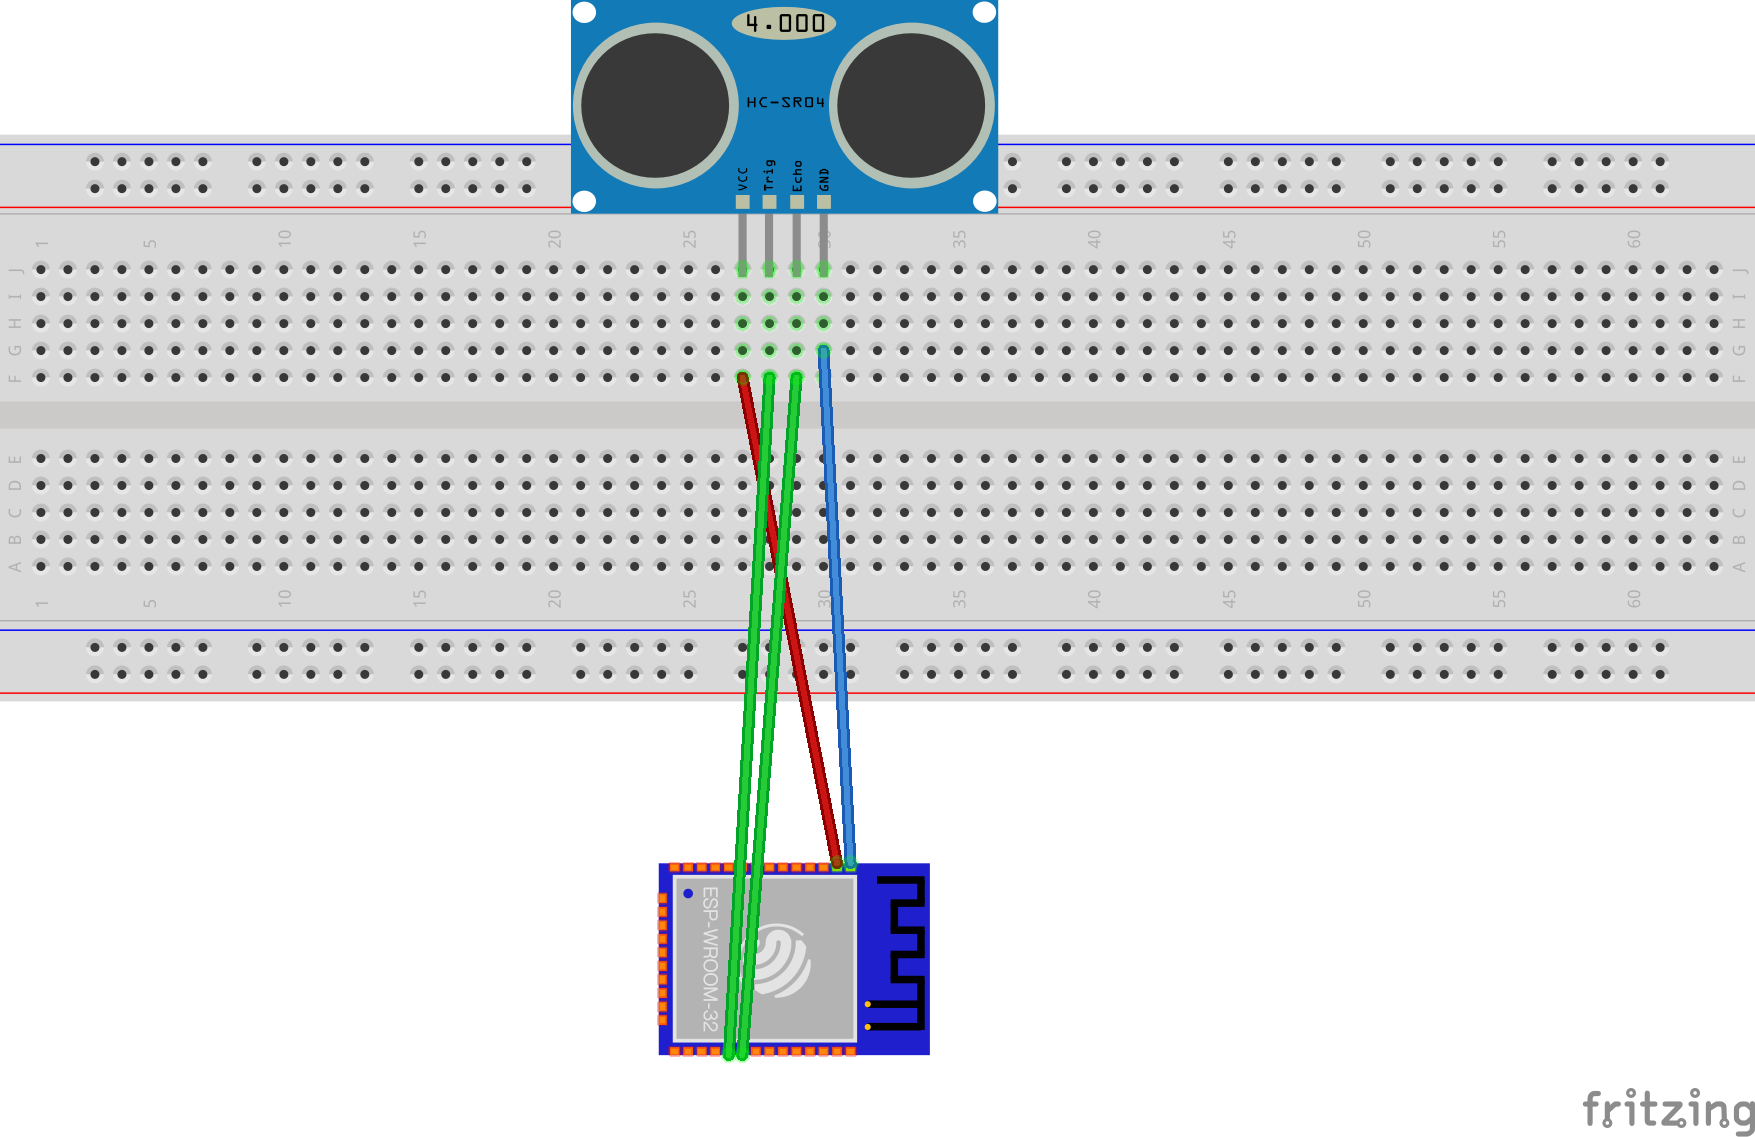 4.000
HC-SR04
VCC Trig Echo GND
1 5 10 15 20 25 30 35 40 45 50 55 60
J J
I I
H H
G G
F F
E E
D D
C C
B B
A A
1 5 10 15 20 25 30 35 40 45 50 55 60
ESP-WROOM-32
fritzing